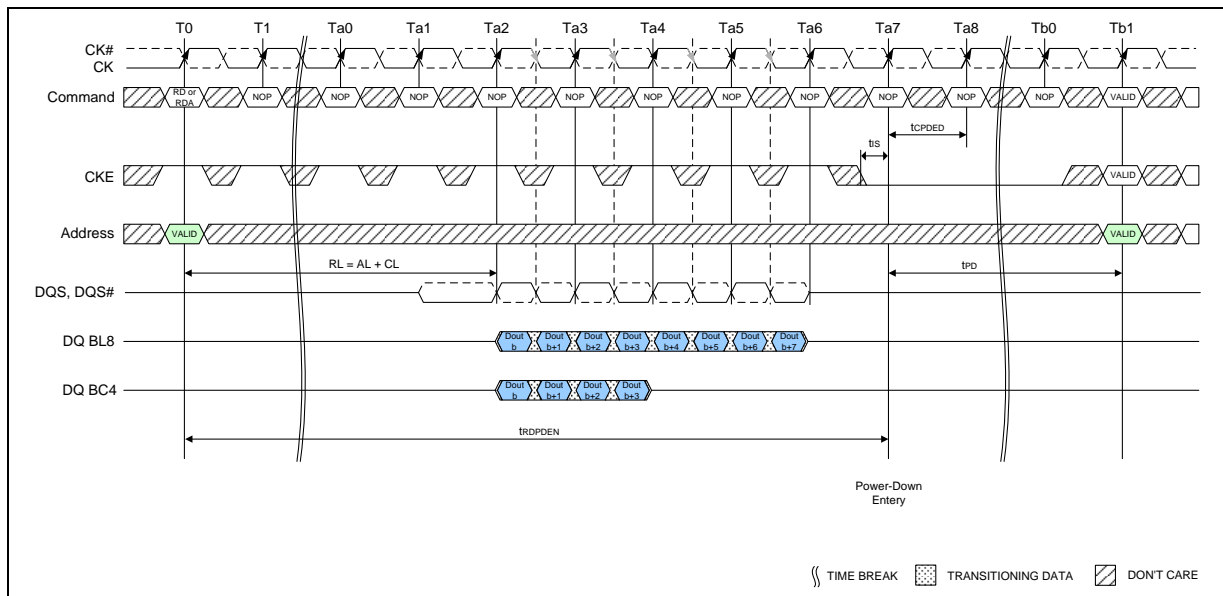 T0 T1 Ta0 Ta1 Ta2 Ta3 Ta4 Ta5 Ta6 Ta7 Ta8 Tb0 Tb1
CK#
CK
Command RD or RDA NOP NOP NOP NOP NOP NOP NOP NOP NOP NOP NOP VALID
tCPDED
tIS
CKE VALID
Address VALID VALID
RL = AL + CL tPD
DQS, DQS#
DQ BL8 Dout b Dout b+1 Dout b+2 Dout b+3 Dout b+4 Dout b+5 Dout b+6 Dout b+7
DQ BC4 Dout b Dout b+1 Dout b+2 Dout b+3
tRDPDEN
Power-Down
Entery
TIME BREAK TRANSITIONING DATA DON'T CARE